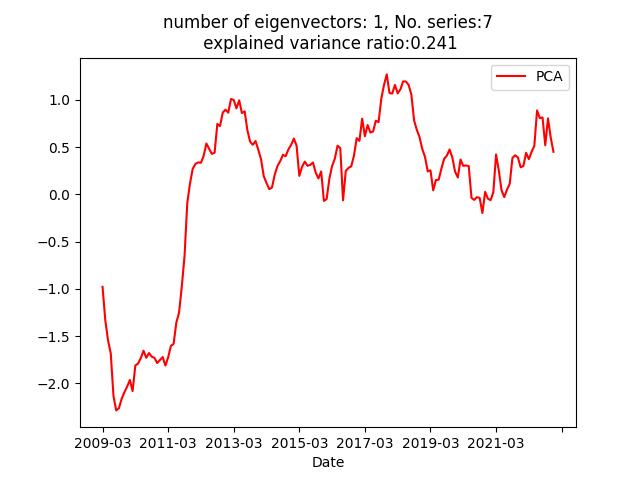 number of eigenvectors: 1, No. series:7
explained variance ratio:0.241
PCA
1.0
0.5
0.0
−0.5
−1.0
−1.5
−2.0
2009-03 2011-03 2013-03 2015-03 2017-03 2019-03 2021-03
Date